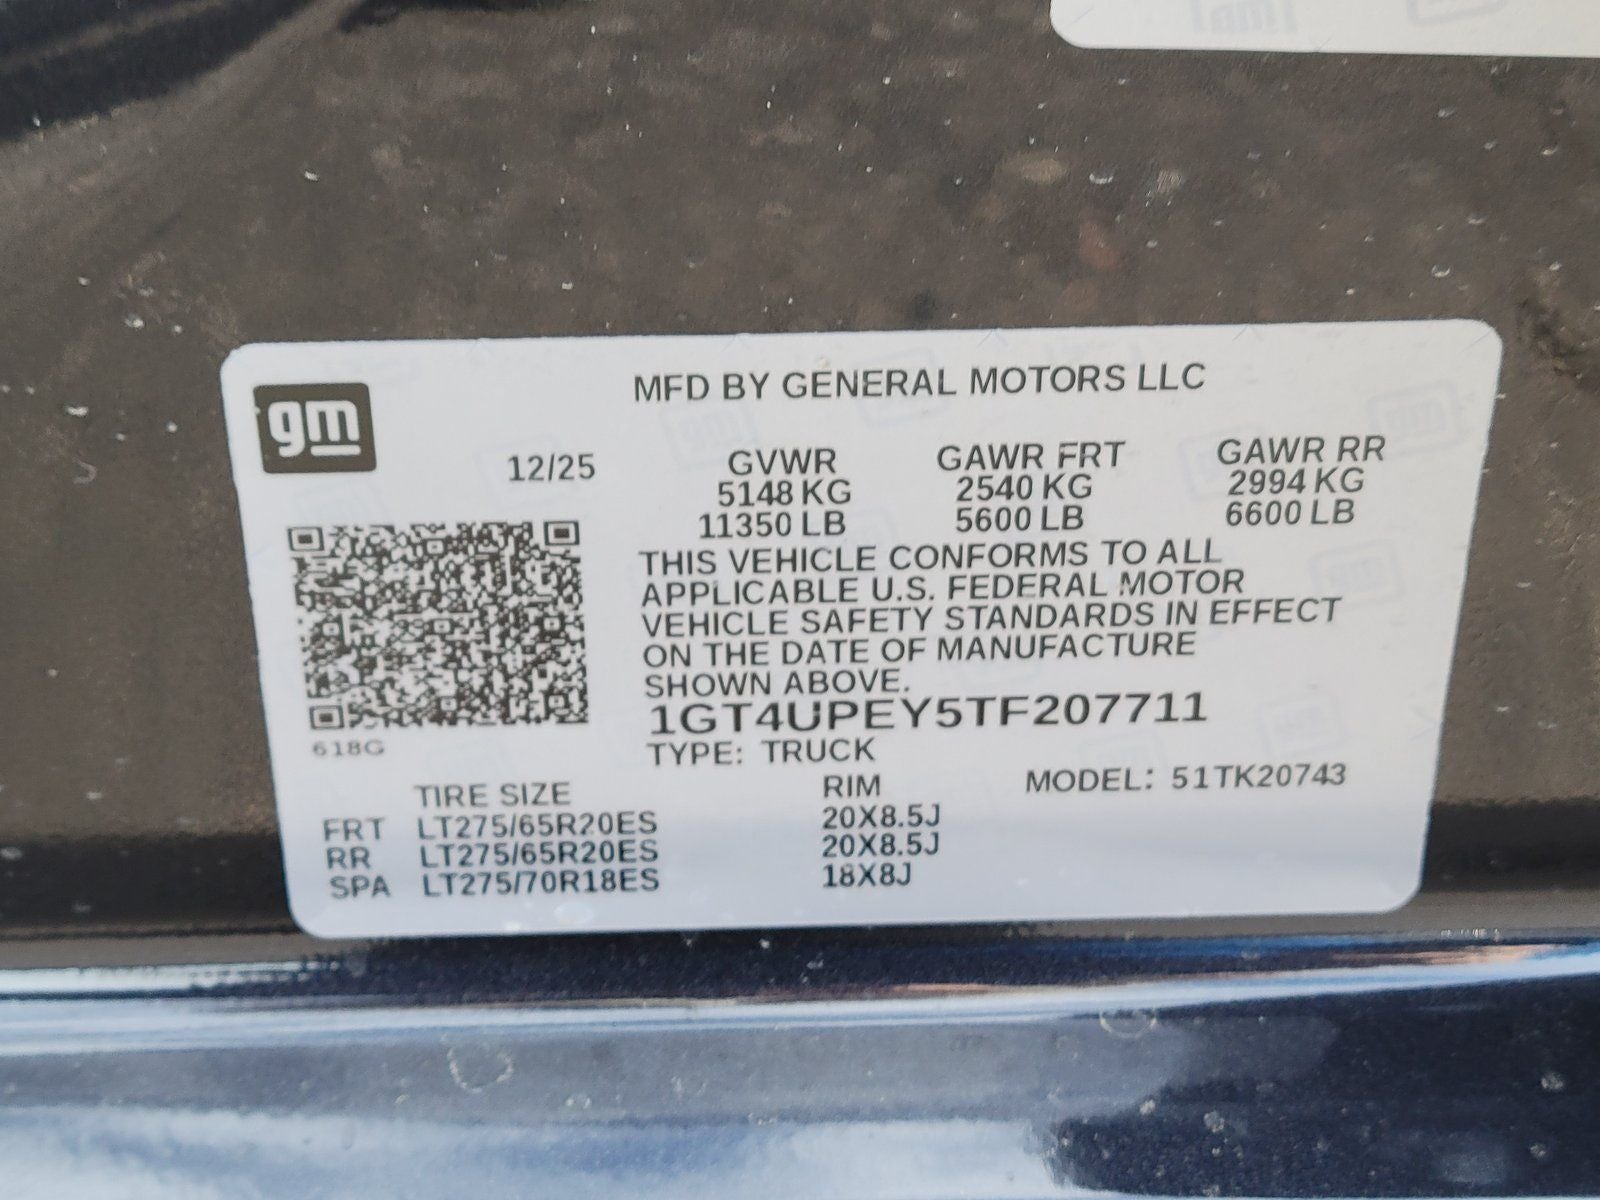 gm
MFD BY GENERAL MOTORS LLC
12/25
GVWR GAWR FRT GAWR RR
5148 KG 2540 KG 2994 KG
11350 LB 5600 LB 6600 LB
THIS VEHICLE CONFORMS TO ALL
APPLICABLE U.S. FEDERAL MOTOR
VEHICLE SAFETY STANDARDS IN EFFECT
ON THE DATE OF MANUFACTURE
SHOWN ABOVE.
1GT4UPEY5TF207711
618G
TYPE: TRUCK
TIRE SIZE RIM MODEL: 51TK20743
FRT LT275/65R20ES 20X8.5J
RR LT275/65R20ES 20X8.5J
SPA LT275/70R18ES 18X8J